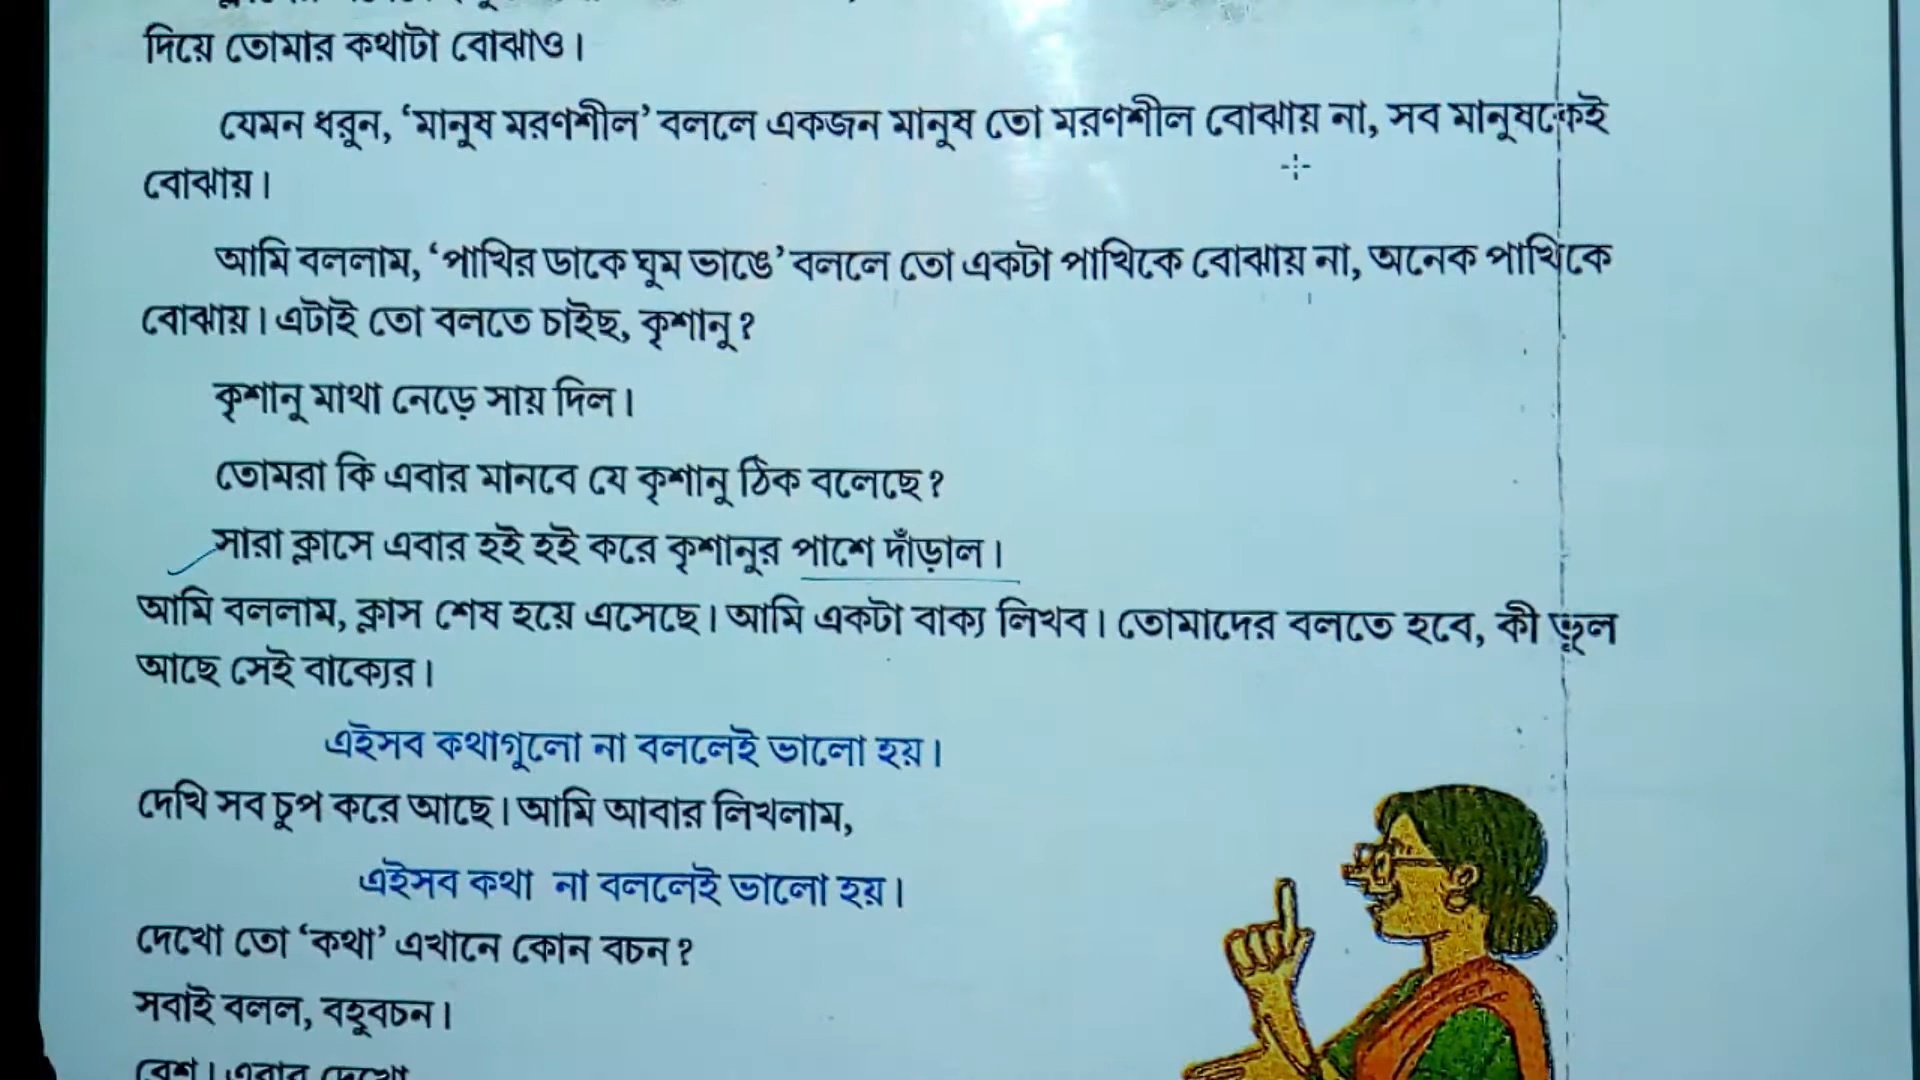 দিয়ে তোমার কথাটা বোঝাও।
যেমন ধরুন, ‘মানুষ মরণশীল’ বললে একজন মানুষ তো মরণশীল বোঝায় না, সব মানুষকেই
বোঝায়।
আমি বললাম, ‘পাখির ডাকে ঘুম ভাঙে’ বললে তো একটা পাখিকে বোঝায় না, অনেক পাখিকে
বোঝায়। এটাই তো বলতে চাইছ, কৃশানু?
কৃশানু মাথা নেড়ে সায় দিল।
তোমরা কি এবার মানবে যে কৃশানু ঠিক বলেছে?
সারা ক্লাসে এবার হই হই করে কৃশানুর পাশে দাঁড়াল।
আমি বললাম, ক্লাস শেষ হয়ে এসেছে। আমি একটা বাক্য লিখব। তোমাদের বলতে হবে, কী ভুল
আছে সেই বাক্যের।
এইসব কথাগুলো না বললেই ভালো হয়।
দেখি সব চুপ করে আছে। আমি আবার লিখলাম,
এইসব কথা না বললেই ভালো হয়।
দেখো তো ‘কথা’ এখানে কোন বচন?
সবাই বলল, বহুবচন।
বেশ। এবার দেখো